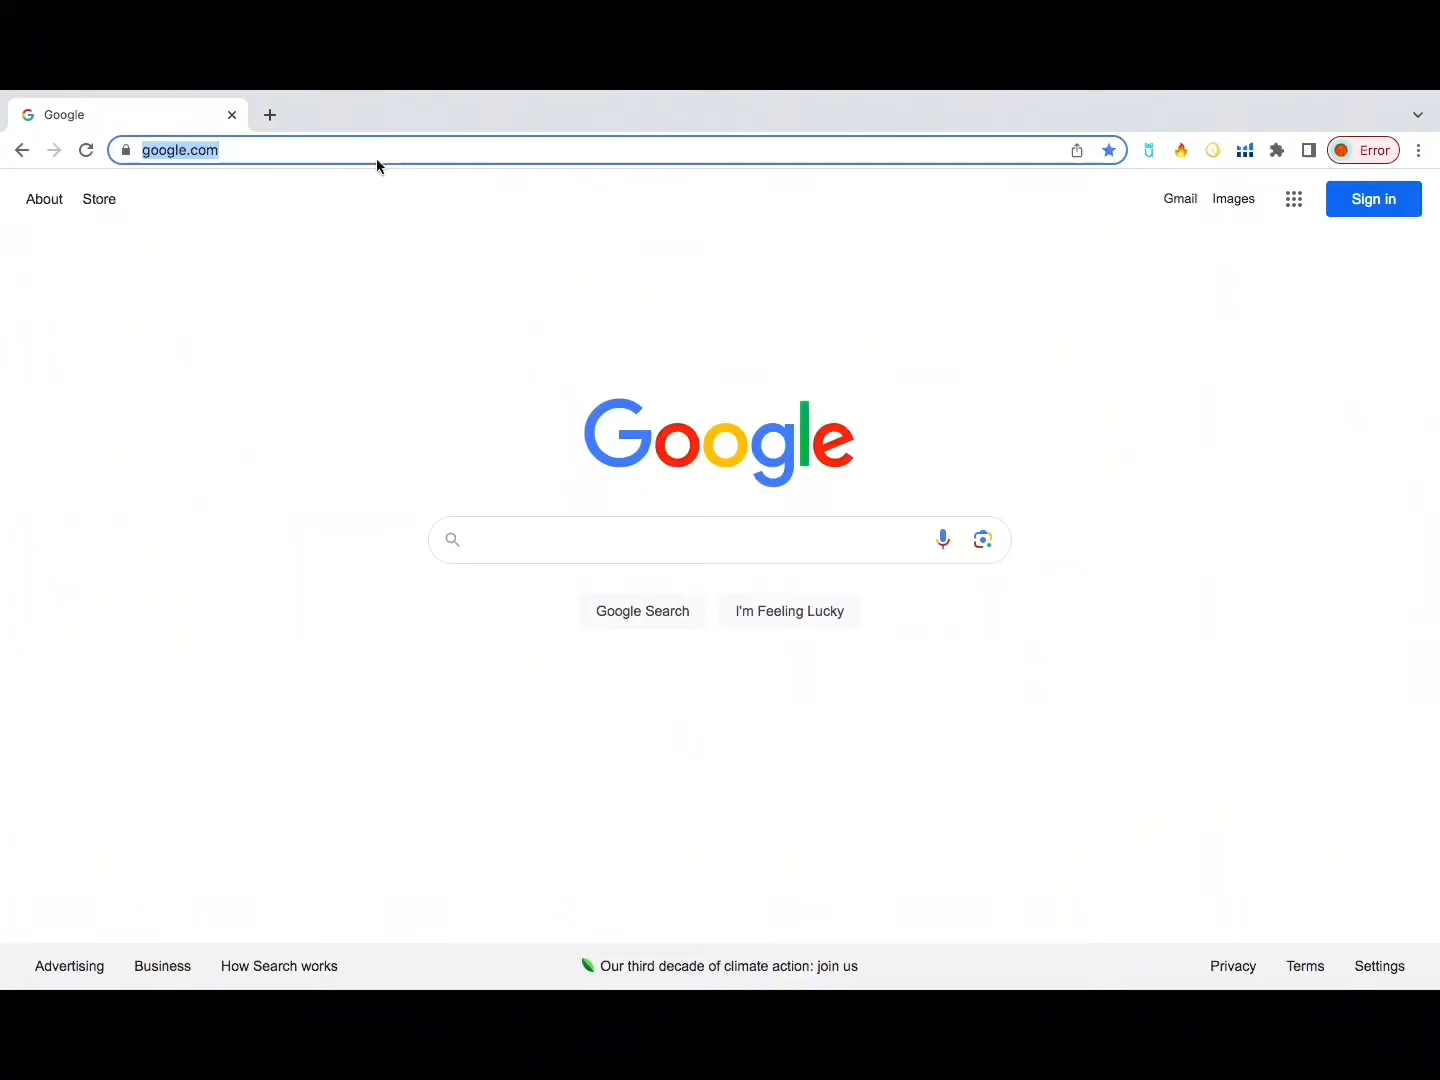 Google
google.com
Error
About Store
Gmail Images Sign in
Google
Google Search I'm Feeling Lucky
Advertising Business How Search works Our third decade of climate action: join us Privacy Terms Settings